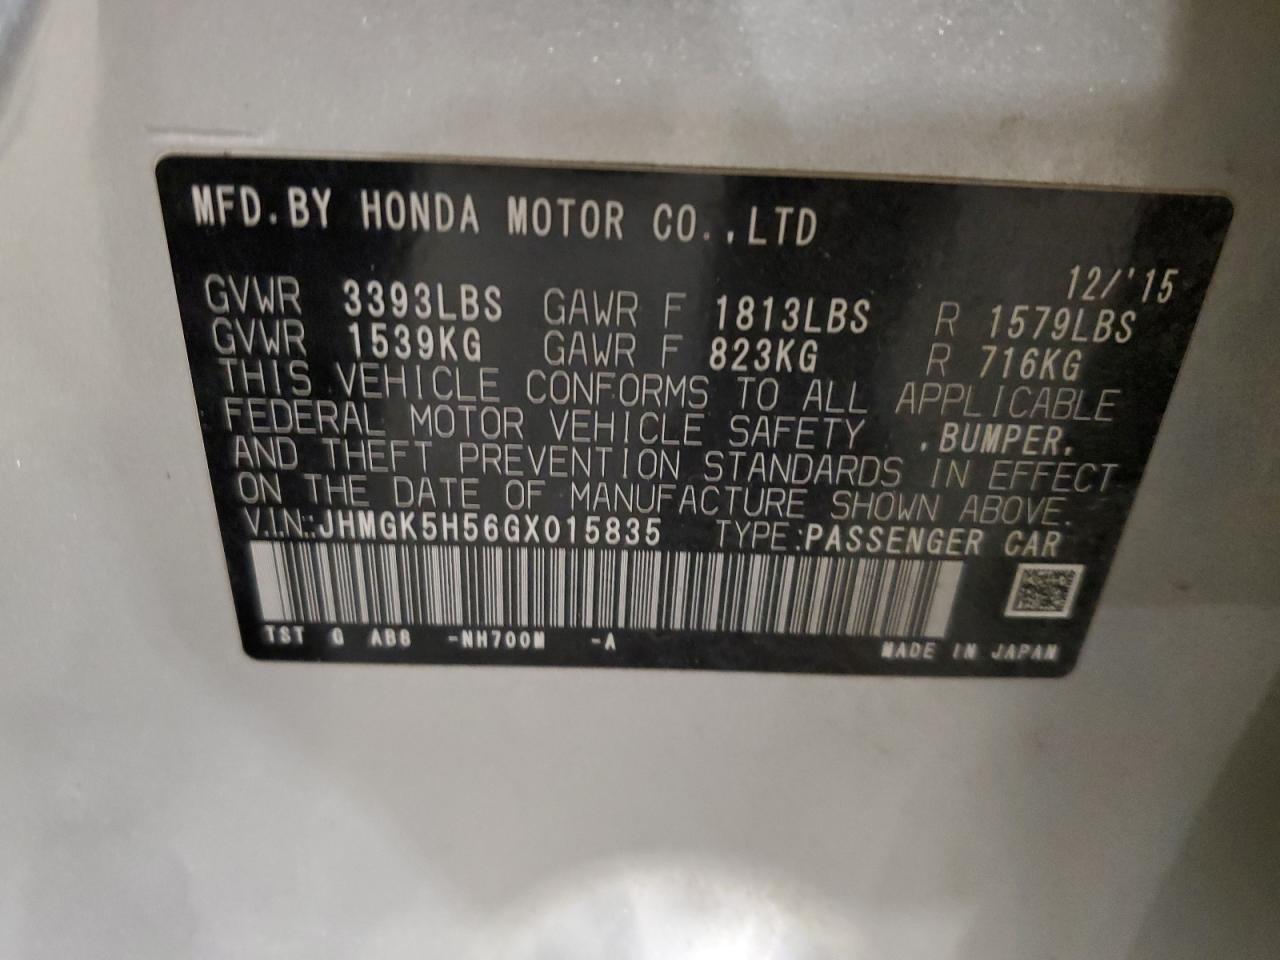 MFD.BY HONDA MOTOR CO.,LTD
12/'15
GVWR 3393LBS GAWR F 1813LBS R 1579LBS
GVWR 1539KG GAWR F 823KG R 716KG
THIS VEHICLE CONFORMS TO ALL APPLICABLE
FEDERAL MOTOR VEHICLE SAFETY ,BUMPER,
AND THEFT PREVENTION STANDARDS IN EFFECT
ON THE DATE OF MANUFACTURE SHOWN ABOVE.
V.I.N.:JHMGK5H56GX015835 TYPE:PASSENGER CAR
TST G AB8 -NH700M -A MADE IN JAPAN